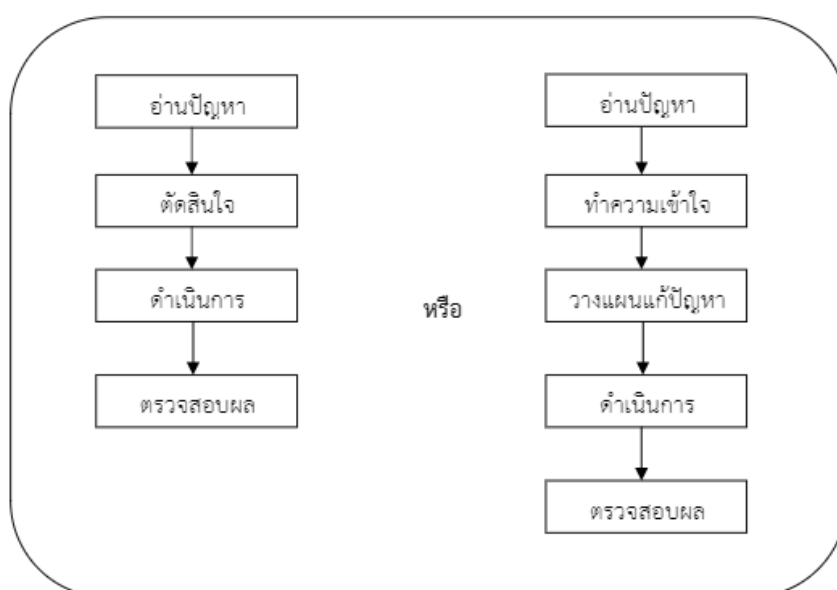 อ่านปัญหา
ตัดสินใจ
ดำเนินการ
ตรวจสอบผล
หรือ
อ่านปัญหา
ทำความเข้าใจ
วางแผนแก้ปัญหา
ดำเนินการ
ตรวจสอบผล